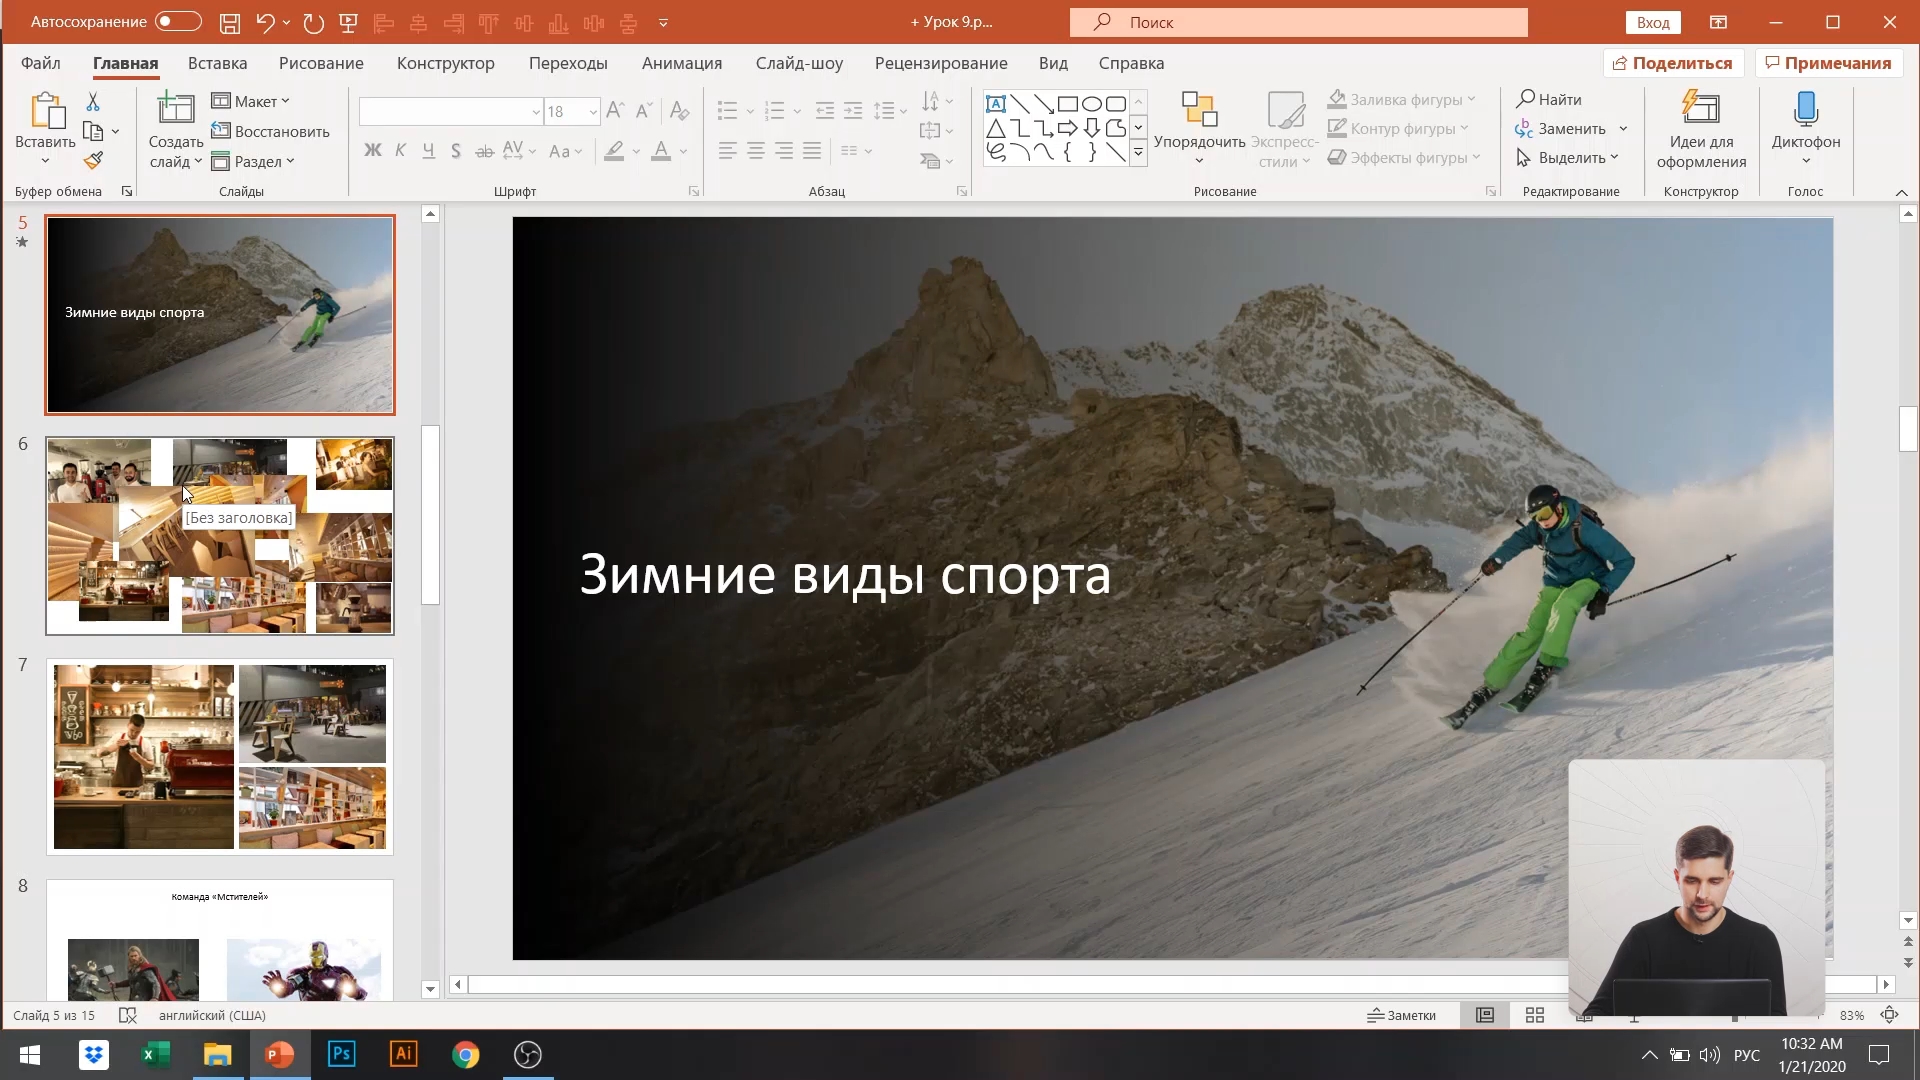 Автосохранение
+ Урок 9.p...
Поиск
Вход
Файл
Главная
Вставка
Рисование
Конструктор
Переходы
Анимация
Слайд-шоу
Рецензирование
Вид
Справка
Поделиться
Примечания
Вставить
Создать
слайд
Макет
Восстановить
Раздел
18
Ж К Ч S ab AV Aa А
Упорядочить
Экспресс-
стили
Заливка фигуры
Контур фигуры
Эффекты фигуры
Найти
Заменить
Выделить
Идеи для
оформления
Диктофон
Буфер обмена
Слайды
Шрифт
Абзац
Рисование
Редактирование
Конструктор
Голос
5
Зимние виды спорта
6
[Без заголовка]
7
8
Команда «Мстителей»
Зимние виды спорта
Слайд 5 из 15
английский (США)
Заметки
83%
Ps
Ai
РУС
10:32 AM
1/21/2020